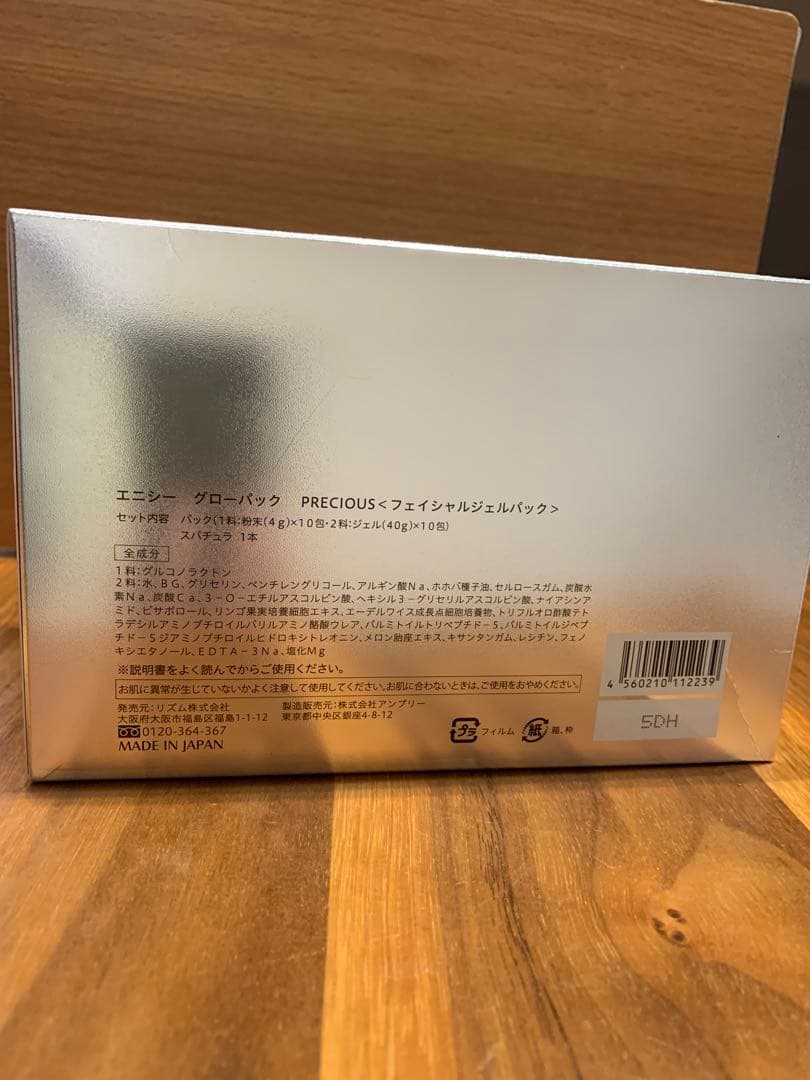 エニシー　グローパック　PRECIOUS＜フェイシャルジェルパック＞
セット内容　パック(1料:粉末(4g)×10包・2料:ジェル(40g)×10包)
スパチュラ 1本
全成分
1料:グルコノラクトン
2料:水、BG、グリセリン、ペンチレングリコール、アルギン酸Na、ホホバ種子油、セルロースガム、炭酸水
素Na、炭酸Ca、3-O-エチルアスコルビン酸、ヘキシル3-グリセリルアスコルビン酸、ナイアシンア
ミド、ビサボロール、リンゴ果実培養細胞エキス、エーデルワイス成長点細胞培養物、トリフルオロ酢酸テト
ラデシルアミノブチロイルバリルアミノ酪酸ウレア、パルミトイルトリペプチド-5、パルミトイルジペプ
チド-5ジアミノブチロイルヒドロキシトレオニン、メロン胎座エキス、キサンタンガム、レシチン、フェノ
キシエタノール、EDTA-3Na、塩化Mg
※説明書をよく読んでからご使用ください。
お肌に異常が生じていないかよく注意して使用してください。お肌に合わないときは、ご使用をおやめください。
発売元:リズム株式会社
大阪府大阪市福島区福島1-1-12
0120-364-367
MADE IN JAPAN
製造販売元:株式会社アンプリー
東京都中央区銀座4-8-12
プラ フィルム 紙 箱、枠
4 560210 112239
5DH